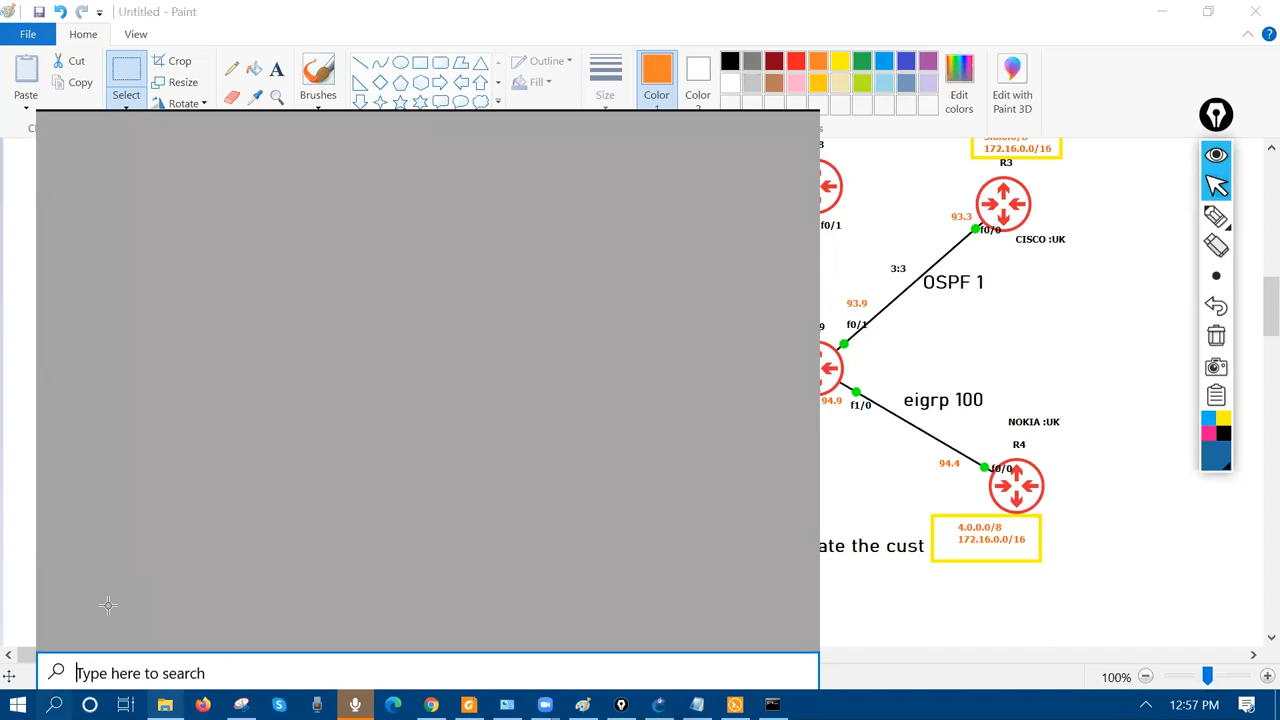 Untitled - Paint
File
Home
View
Paste
Cut
Copy
Select
Crop
Resize
Rotate
Brushes
Outline
Fill
Size
Color
1
Color
2
Edit
colors
Edit with
Paint 3D
172.16.0.0/16
R3
93.3
f0/0
f0/1
CISCO :UK
3:3
OSPF 1
93.9
f0/1
9
94.9
f1/0
eigrp 100
NOKIA :UK
R4
94.4
f0/0
4.0.0.0/8
172.16.0.0/16
ate the cust
Type here to search
100%
12:57 PM